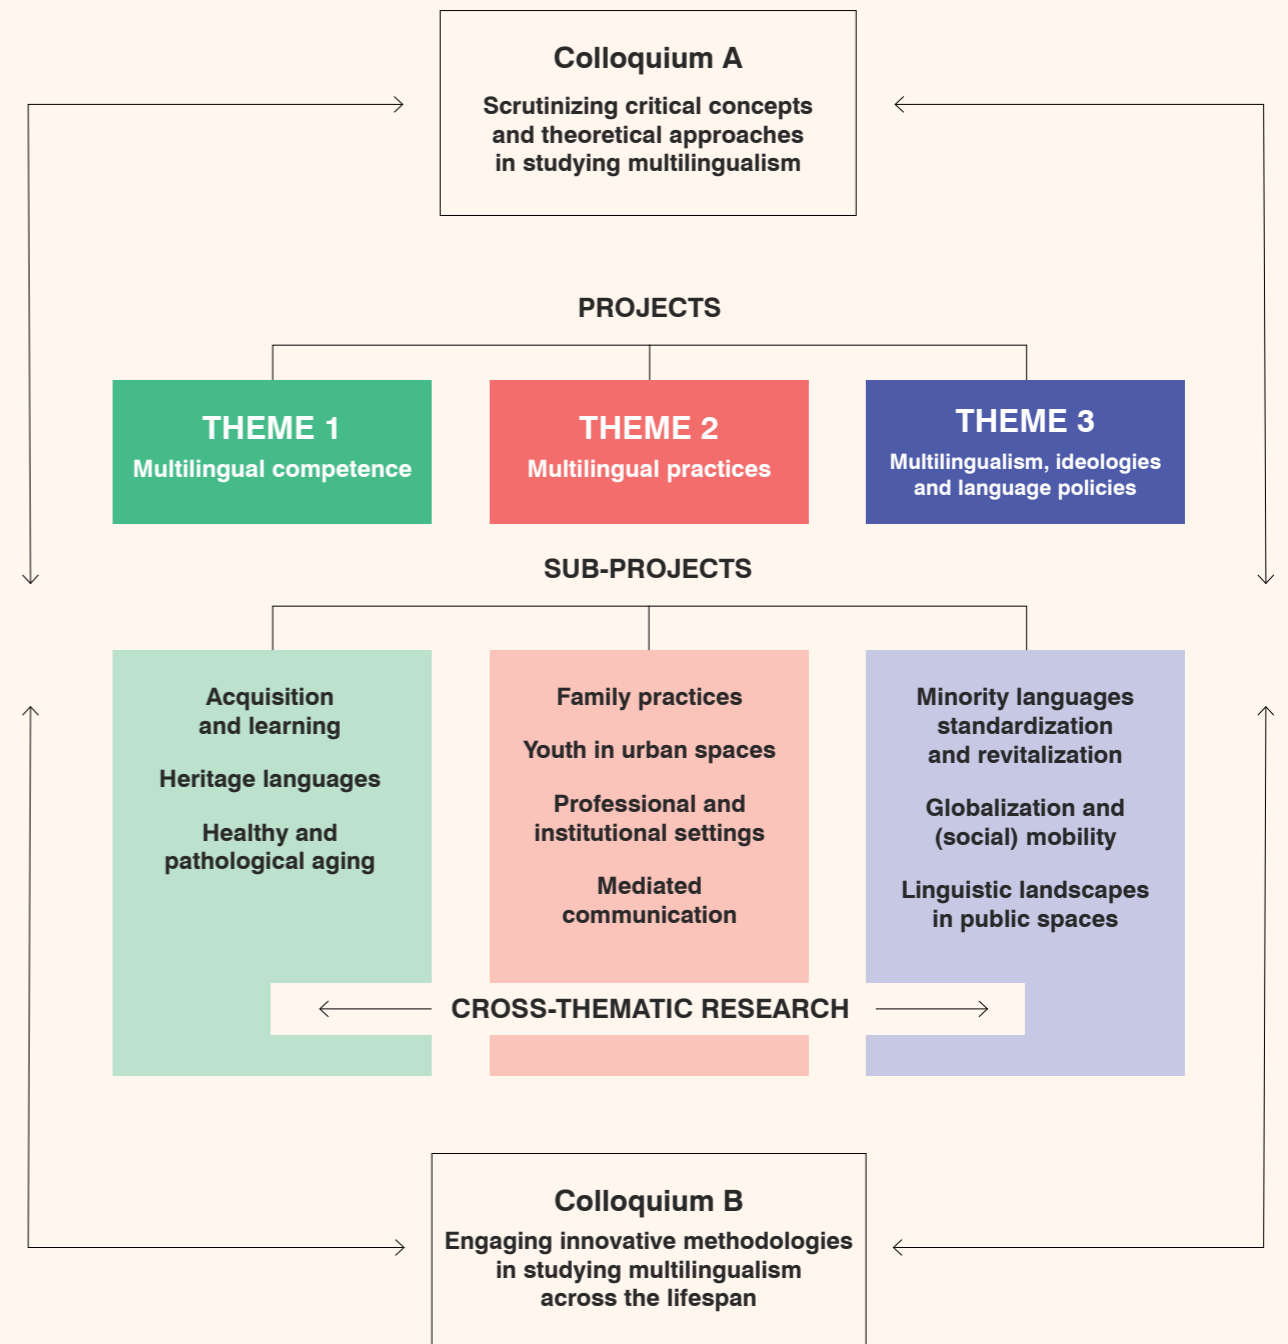 Colloquium A
Scrutinizing critical concepts
and theoretical approaches
in studying multilingualism
PROJECTS
THEME 1
Multilingual competence
THEME 2
Multilingual practices
THEME 3
Multilingualism, ideologies
and language policies
SUB-PROJECTS
Acquisition
and learning
Heritage languages
Healthy and
pathological aging
Family practices
Youth in urban spaces
Professional and
institutional settings
Mediated
communication
Minority languages
standardization
and revitalization
Globalization and
(social) mobility
Linguistic landscapes
in public spaces
CROSS-THEMATIC RESEARCH
Colloquium B
Engaging innovative methodologies
in studying multilingualism
across the lifespan